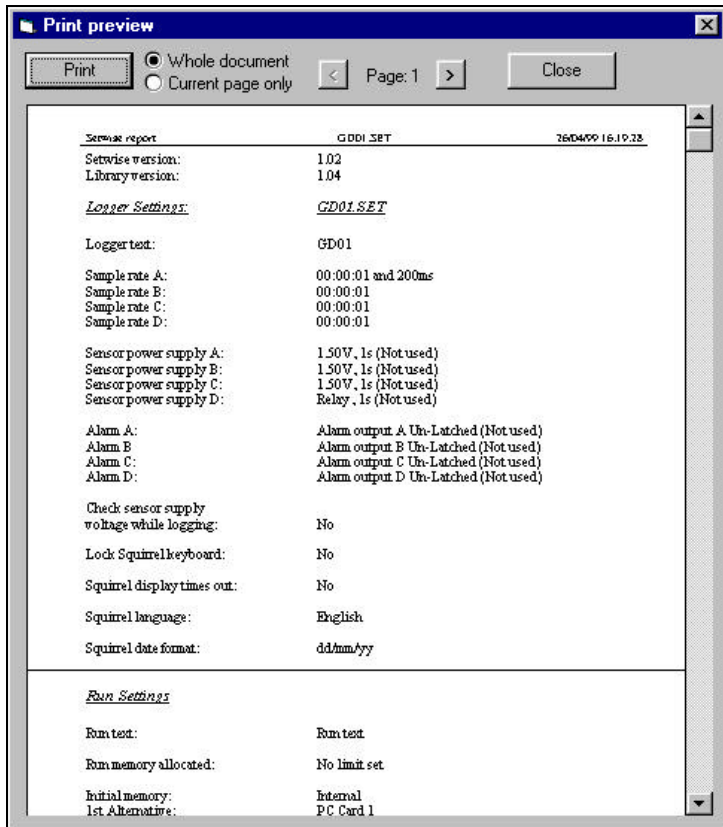 Print preview
Print
Whole document
Current page only
< Page: 1 >
Close
Setwise report GD01.SET 26/04/99 16.19.28
Setwise version: 1.02
Library version: 1.04
Logger Settings: GD01.SET
Logger text: GD01
Sample rate A: 00:00:01 and 200ms
Sample rate B: 00:00:01
Sample rate C: 00:00:01
Sample rate D: 00:00:01
Sensor power supply A: 1.50V, 1s (Not used)
Sensor power supply B: 1.50V, 1s (Not used)
Sensor power supply C: 1.50V, 1s (Not used)
Sensor power supply D: Relay, 1s (Not used)
Alarm A: Alarm output A Un-Latched (Not used)
Alarm B Alarm output B Un-Latched (Not used)
Alarm C: Alarm output C Un-Latched (Not used)
Alarm D: Alarm output D Un-Latched (Not used)
Check sensor supply
voltage while logging: No
Lock Squirrel keyboard: No
Squirrel display times out: No
Squirrel language: English
Squirrel date format: dd/mm/yy
Run Settings
Run text: Run text
Run memory allocated: No limit set
Initial memory: Internal
1st Alternative: PC Card 1